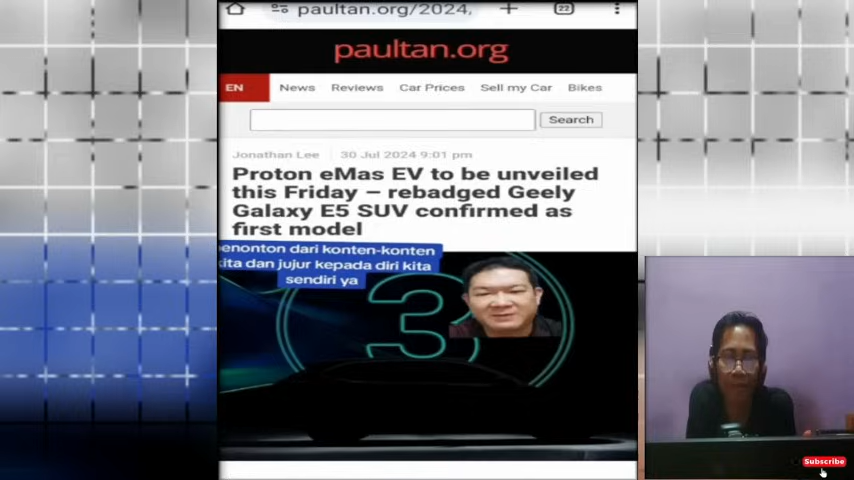 paultan.org/2024,
22
paultan.org
EN News Reviews Car Prices Sell my Car Bikes
Search
Jonathan Lee 30 Jul 2024 9:01 pm
Proton eMas EV to be unveiled
this Friday – rebadged Geely
Galaxy E5 SUV confirmed as
first model
enonton dari konten-konten
kita dan jujur kepada diri kita
sendiri ya
3
Subscribe